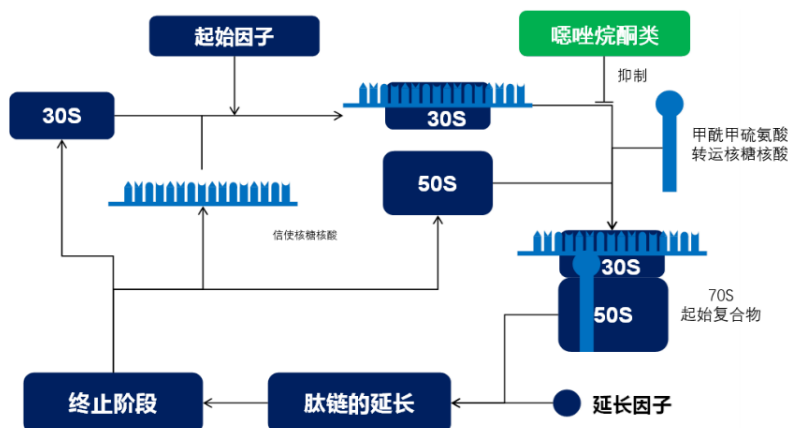 起始因子
噁唑烷酮类
抑制
30S
30S
甲酰甲硫氨酸
转运核糖核酸
50S
信使核糖核酸
30S
70S
起始复合物
50S
终止阶段
肽链的延长
延长因子